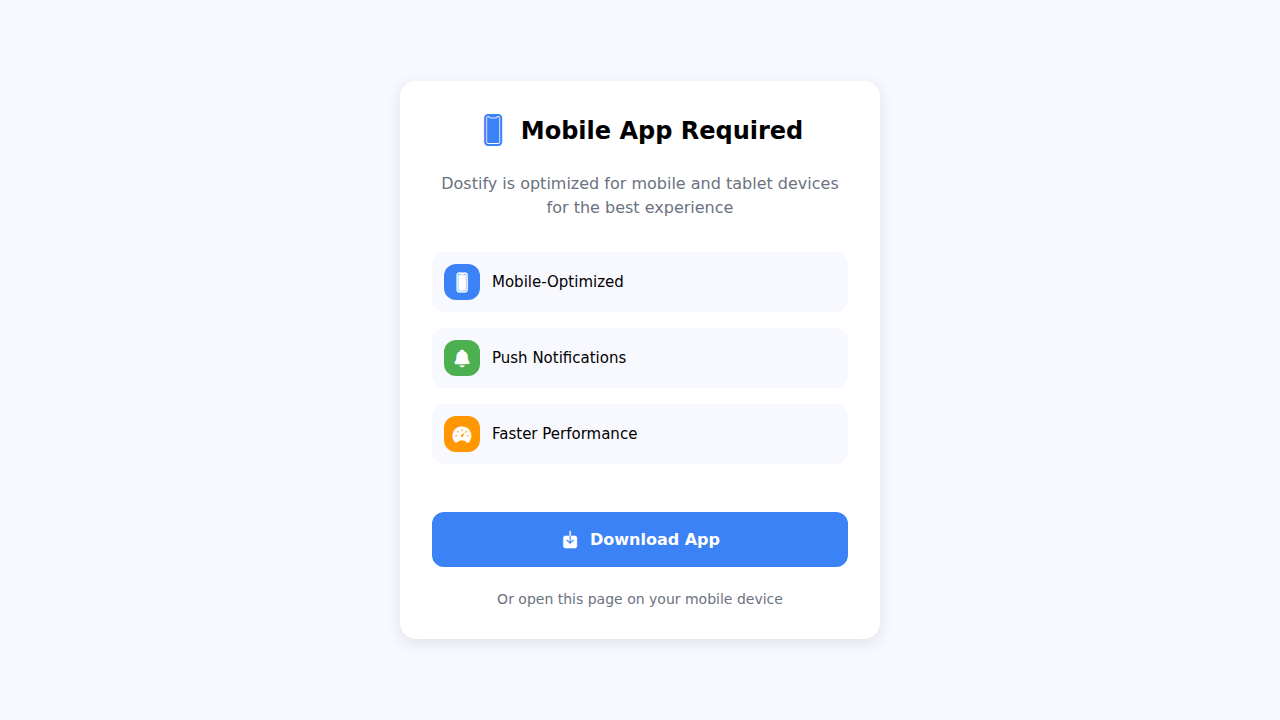 Mobile App Required
Dostify is optimized for mobile and tablet devices
for the best experience
Mobile-Optimized
Push Notifications
Faster Performance
Download App
Or open this page on your mobile device